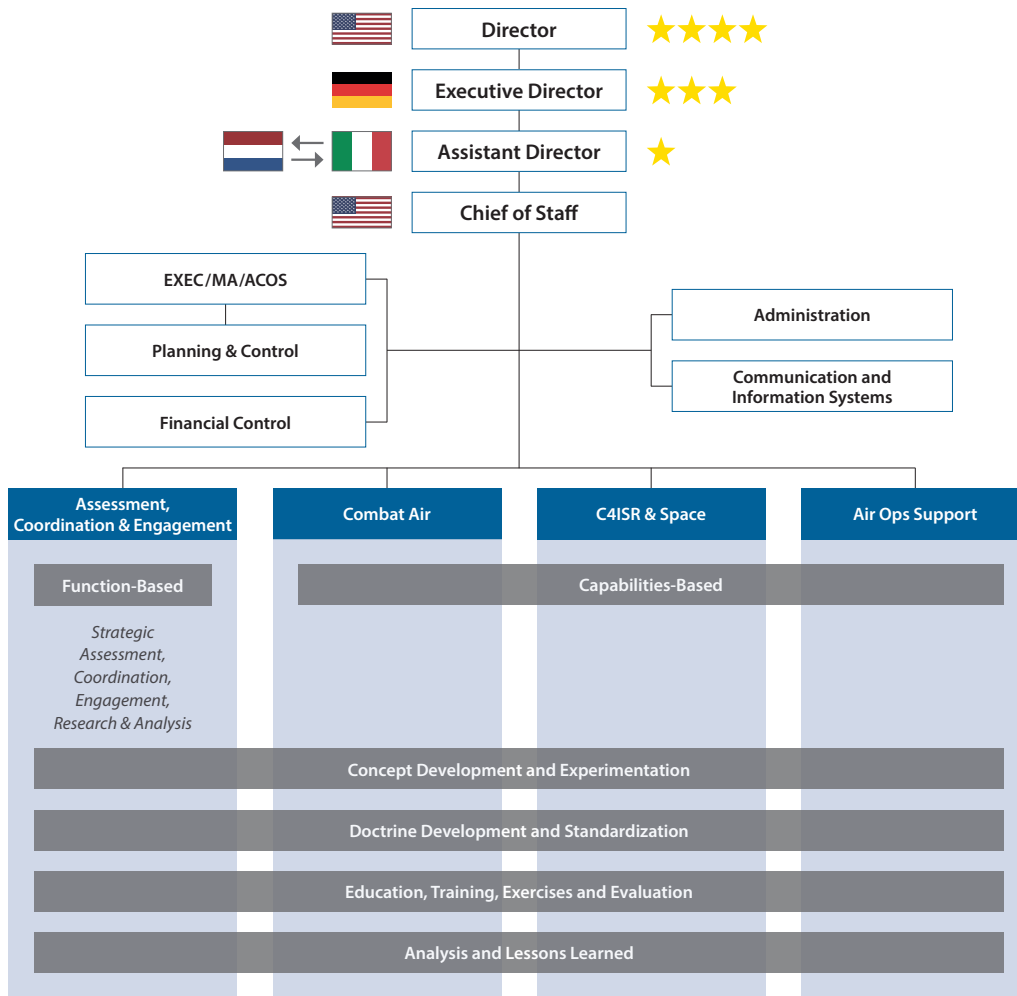 Director
Executive Director
Assistant Director
Chief of Staff
EXEC/MA/ACOS
Planning & Control
Financial Control
Administration
Communication and
Information Systems
Assessment,
Coordination & Engagement
Combat Air
C4ISR & Space
Air Ops Support
Function-Based
Capabilities-Based
Strategic
Assessment,
Coordination,
Engagement,
Research & Analysis
Concept Development and Experimentation
Doctrine Development and Standardization
Education, Training, Exercises and Evaluation
Analysis and Lessons Learned